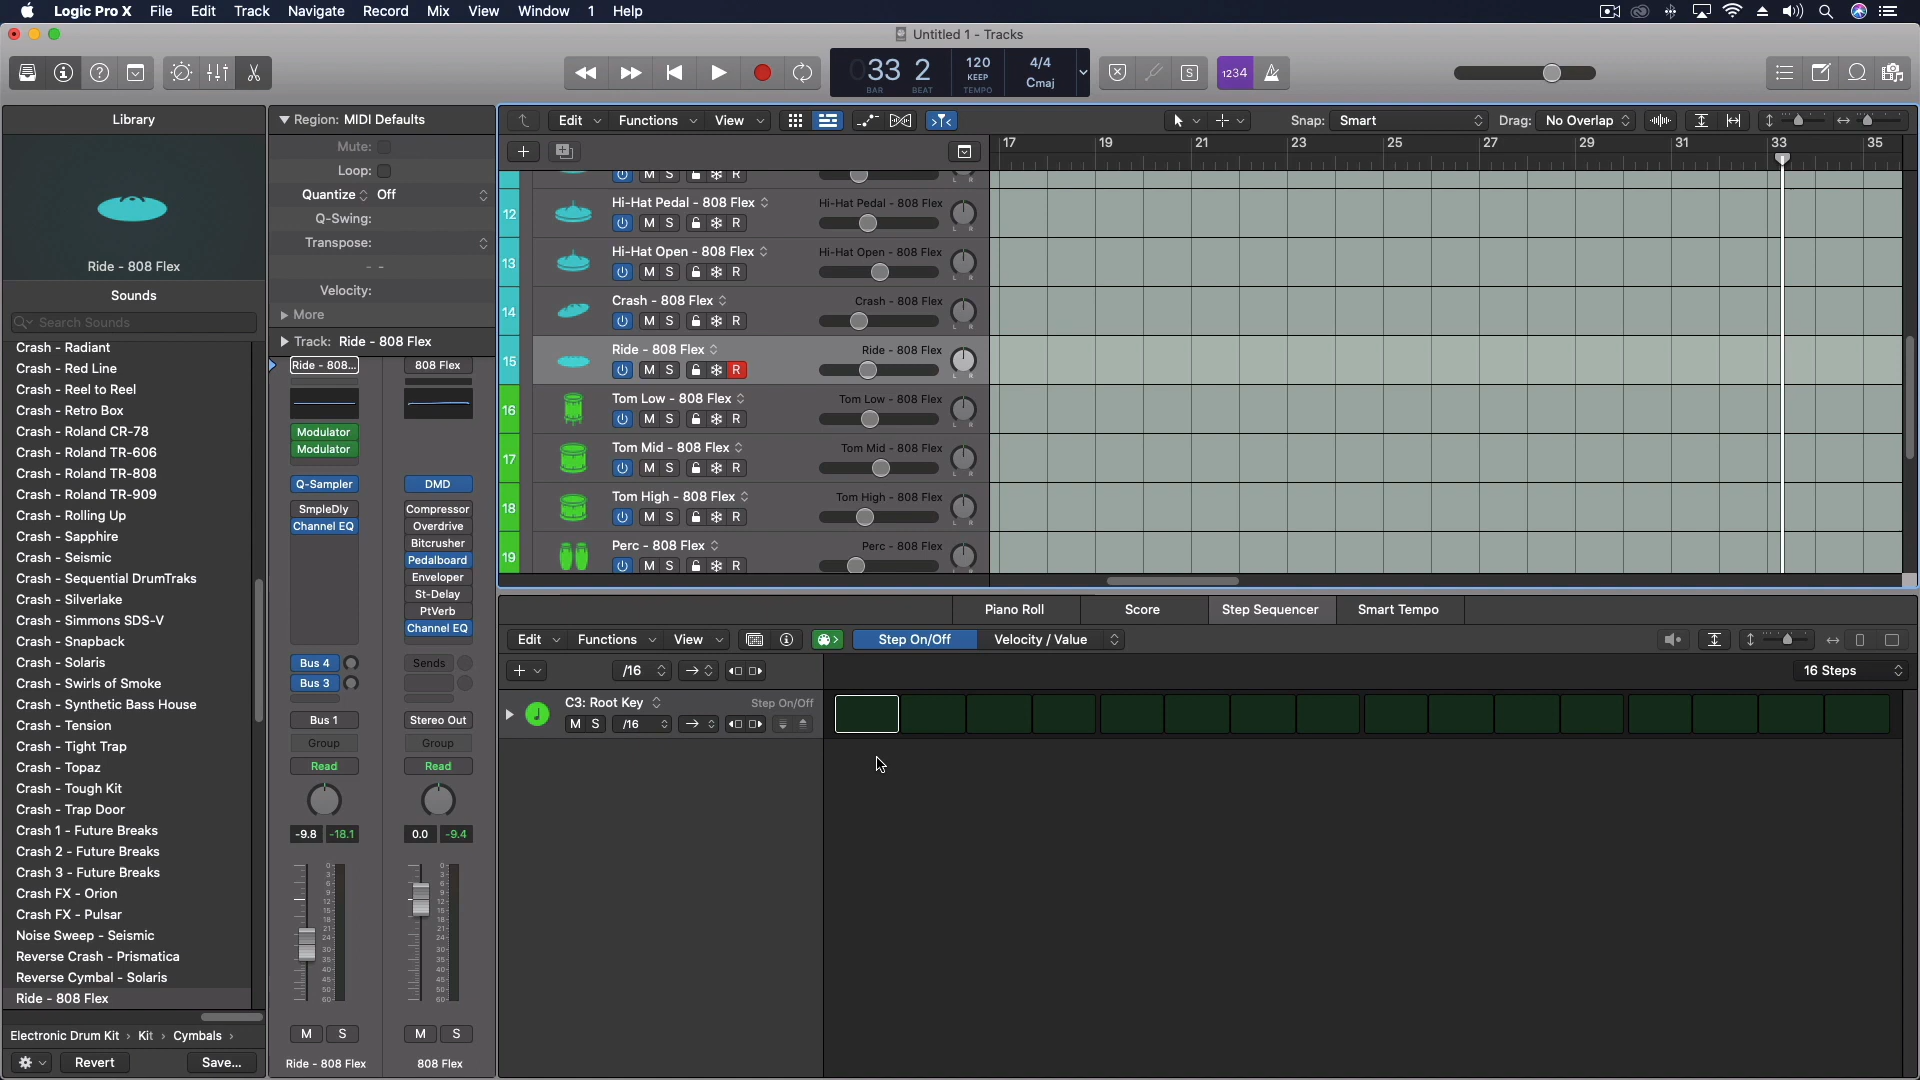 Logic Pro X File Edit Track Navigate Record Mix View Window 1 Help
Untitled 1 - Tracks
33 2 120 4/4
KEEP
BAR BEAT TEMPO Cmaj
S 1234
Library
Ride - 808 Flex
Sounds
Search Sounds
Crash - Radiant
Crash - Red Line
Crash - Reel to Reel
Crash - Retro Box
Crash - Roland CR-78
Crash - Roland TR-606
Crash - Roland TR-808
Crash - Roland TR-909
Crash - Rolling Up
Crash - Sapphire
Crash - Seismic
Crash - Sequential DrumTraks
Crash - Silverlake
Crash - Simmons SDS-V
Crash - Snapback
Crash - Solaris
Crash - Swirls of Smoke
Crash - Synthetic Bass House
Crash - Tension
Crash - Tight Trap
Crash - Topaz
Crash - Tough Kit
Crash - Trap Door
Crash 1 - Future Breaks
Crash 2 - Future Breaks
Crash 3 - Future Breaks
Crash FX - Orion
Crash FX - Pulsar
Noise Sweep - Seismic
Reverse Crash - Prismatica
Reverse Cymbal - Solaris
Ride - 808 Flex
Electronic Drum Kit › Kit › Cymbals ›
Revert Save...
Region: MIDI Defaults
Mute:
Loop:
Quantize Off
Q-Swing:
Transpose:
- -
Velocity:
More
Track: Ride - 808 Flex
Ride - 808... 808 Flex
Modulator
Modulator
Q-Sampler DMD
SmpleDly Compressor
Channel EQ Overdrive
Bitcrusher
Pedalboard
Enveloper
St-Delay
PtVerb
Channel EQ
Bus 4 Sends
Bus 3
Bus 1 Stereo Out
Group Group
Read Read
-9.8 -18.1 0.0 -9.4
M S M S
Ride - 808 Flex 808 Flex
Edit Functions View Snap: Smart Drag: No Overlap
17 19 21 23 25 27 29 31 33 35
M S R
12 Hi-Hat Pedal - 808 Flex Hi-Hat Pedal - 808 Flex
M S R
13 Hi-Hat Open - 808 Flex Hi-Hat Open - 808 Flex
M S R
14 Crash - 808 Flex Crash - 808 Flex
M S R
15 Ride - 808 Flex Ride - 808 Flex
M S R
16 Tom Low - 808 Flex Tom Low - 808 Flex
M S R
17 Tom Mid - 808 Flex Tom Mid - 808 Flex
M S R
18 Tom High - 808 Flex Tom High - 808 Flex
M S R
19 Perc - 808 Flex Perc - 808 Flex
M S R
Piano Roll Score Step Sequencer Smart Tempo
Edit Functions View Step On/Off Velocity / Value
/16 16 Steps
C3: Root Key Step On/Off
M S /16